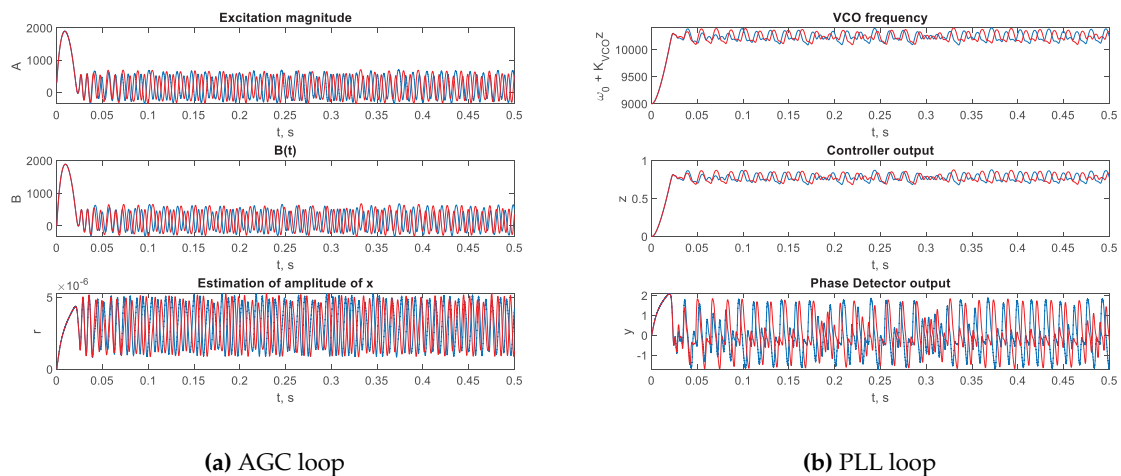 Excitation magnitude
2000
1000
0
A
0 0.05 0.1 0.15 0.2 0.25 0.3 0.35 0.4 0.45 0.5
t, s
B(t)
2000
1000
0
B
0 0.05 0.1 0.15 0.2 0.25 0.3 0.35 0.4 0.45 0.5
t, s
×10⁻⁶
Estimation of amplitude of x
5
0
r
0 0.05 0.1 0.15 0.2 0.25 0.3 0.35 0.4 0.45 0.5
t, s
(a) AGC loop
VCO frequency
10000
9500
9000
ω₀ + K_VCO z
0 0.05 0.1 0.15 0.2 0.25 0.3 0.35 0.4 0.45 0.5
t, s
Controller output
1
0.5
0
z
0 0.05 0.1 0.15 0.2 0.25 0.3 0.35 0.4 0.45 0.5
t, s
Phase Detector output
2
1
0
-1
y
0 0.05 0.1 0.15 0.2 0.25 0.3 0.35 0.4 0.45 0.5
t, s
(b) PLL loop